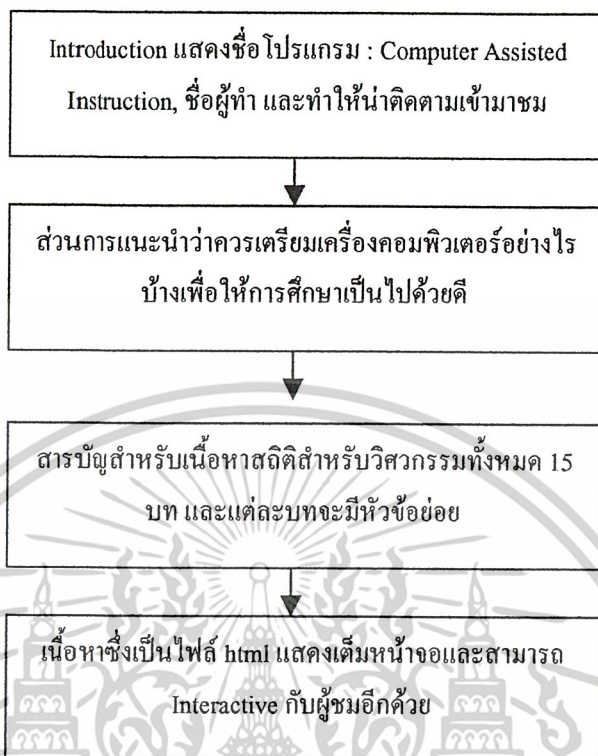 Introduction แสดงชื่อโปรแกรม : Computer Assisted
Instruction, ชื่อผู้ทำ และทำให้น่าติดตามเข้ามาชม
ส่วนการแนะนำว่าควรเตรียมเครื่องคอมพิวเตอร์อย่างไร
บ้างเพื่อให้การศึกษาเป็นไปด้วยดี
สารบัญสำหรับเนื้อหาสถิติสำหรับวิศวกรรมทั้งหมด 15
บท และแต่ละบทจะมีหัวข้อย่อย
เนื้อหาซึ่งเป็นไฟล์ html แสดงเต็มหน้าจอและสามารถ
Interactive กับผู้ชมอีกด้วย